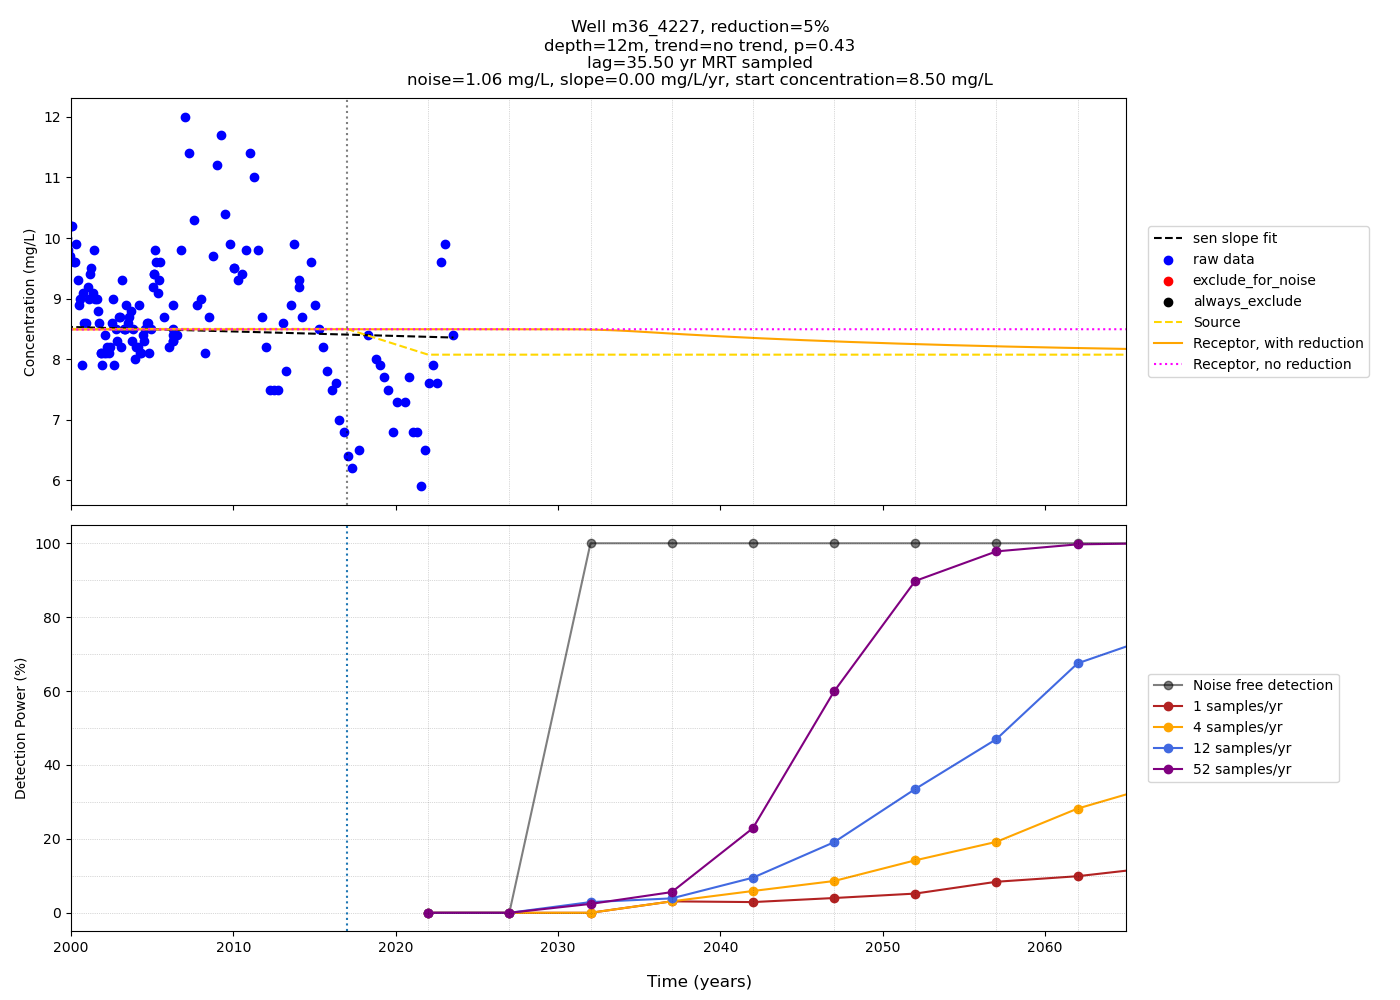 Well m36_4227, reduction=5%
depth=12m, trend=no trend, p=0.43
lag=35.50 yr MRT sampled
noise=1.06 mg/L, slope=0.00 mg/L/yr, start concentration=8.50 mg/L
Concentration (mg/L)
12
11
10
9
8
7
6
sen slope fit
raw data
exclude_for_noise
always_exclude
Source
Receptor, with reduction
Receptor, no reduction
Detection Power (%)
100
80
60
40
20
0
Noise free detection
1 samples/yr
4 samples/yr
12 samples/yr
52 samples/yr
2000
2010
2020
2030
2040
2050
2060
Time (years)